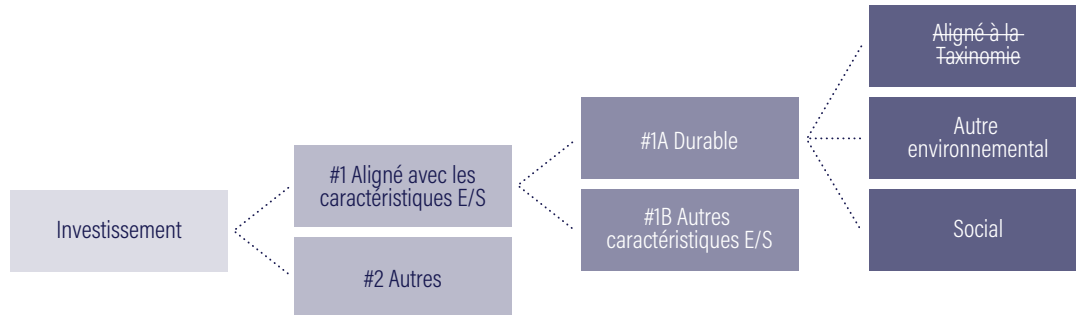 Investissement
#1 Aligné avec les
caractéristiques E/S
#2 Autres
#1A Durable
#1B Autres
caractéristiques E/S
Aligné à la
Taxinomie
Autre
environnemental
Social